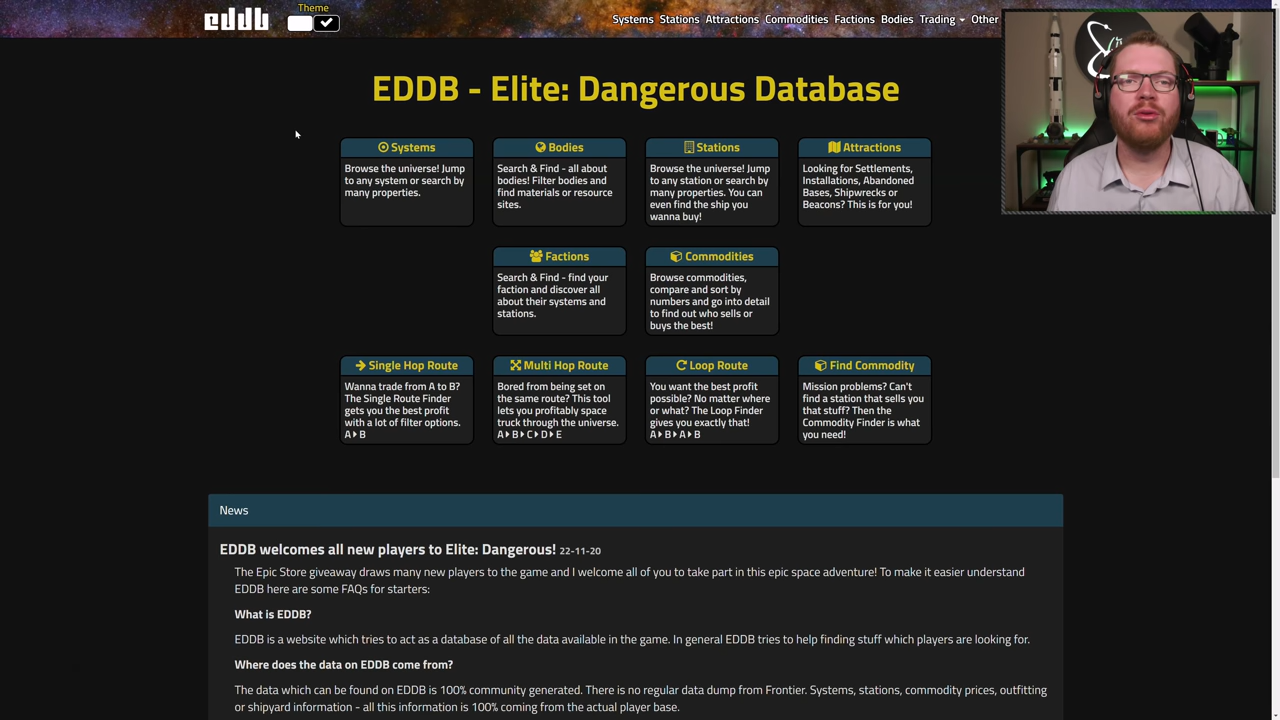 eddb
Theme
Systems Stations Attractions Commodities Factions Bodies Trading Other
EDDB - Elite: Dangerous Database
Systems
Browse the universe! Jump
to any system or search by
many properties.
Bodies
Search & Find - all about
bodies! Filter bodies and
find materials or resource
sites.
Stations
Browse the universe! Jump
to any station or search by
many properties. You can
even find the ship you
wanna buy!
Attractions
Looking for Settlements,
Installations, Abandoned
Bases, Shipwrecks or
Beacons? This is for you!
Factions
Search & Find - find your
faction and discover all
about their systems and
stations.
Commodities
Browse commodities,
compare and sort by
numbers and go into detail
to find out who sells or
buys the best!
Single Hop Route
Wanna trade from A to B?
The Single Route Finder
gets you the best profit
with a lot of filter options.
A‣B
Multi Hop Route
Bored from being set on
the same route? This tool
lets you profitably space
truck through the universe.
A‣B‣C‣D‣E
Loop Route
You want the best profit
possible? No matter where
or what? The Loop Finder
gives you exactly that!
A‣B‣A‣B
Find Commodity
Mission problems? Can't
find a station that sells you
that stuff? Then the
Commodity Finder is what
you need!
News
EDDB welcomes all new players to Elite: Dangerous! 22-11-20
The Epic Store giveaway draws many new players to the game and I welcome all of you to take part in this epic space adventure! To make it easier understand
EDDB here are some FAQs for starters:
What is EDDB?
EDDB is a website which tries to act as a database of all the data available in the game. In general EDDB tries to help finding stuff which players are looking for.
Where does the data on EDDB come from?
The data which can be found on EDDB is 100% community generated. There is no regular data dump from Frontier. Systems, stations, commodity prices, outfitting
or shipyard information - all this information is 100% coming from the actual player base.